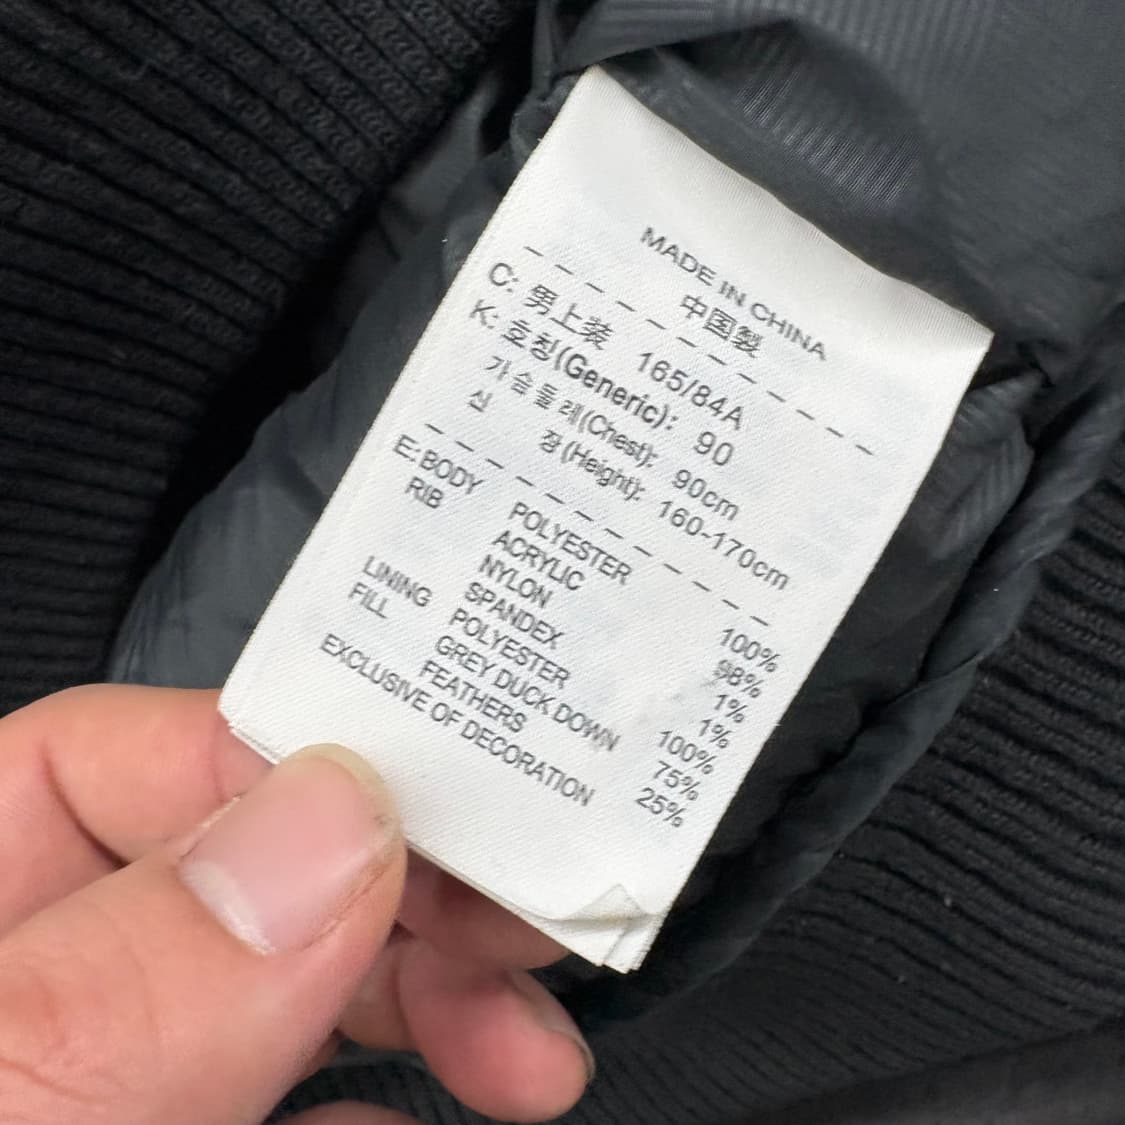 MADE IN CHINA
中国製
C: 男上装 165/84A
K: 호칭(Generic): 90
가슴둘레(Chest): 90cm
신 장(Height): 160-170cm
E: BODY POLYESTER 100%
RIB ACRYLIC 98%
NYLON 1%
SPANDEX 1%
LINING POLYESTER 100%
FILL GREY DUCK DOWN 75%
FEATHERS 25%
EXCLUSIVE OF DECORATION